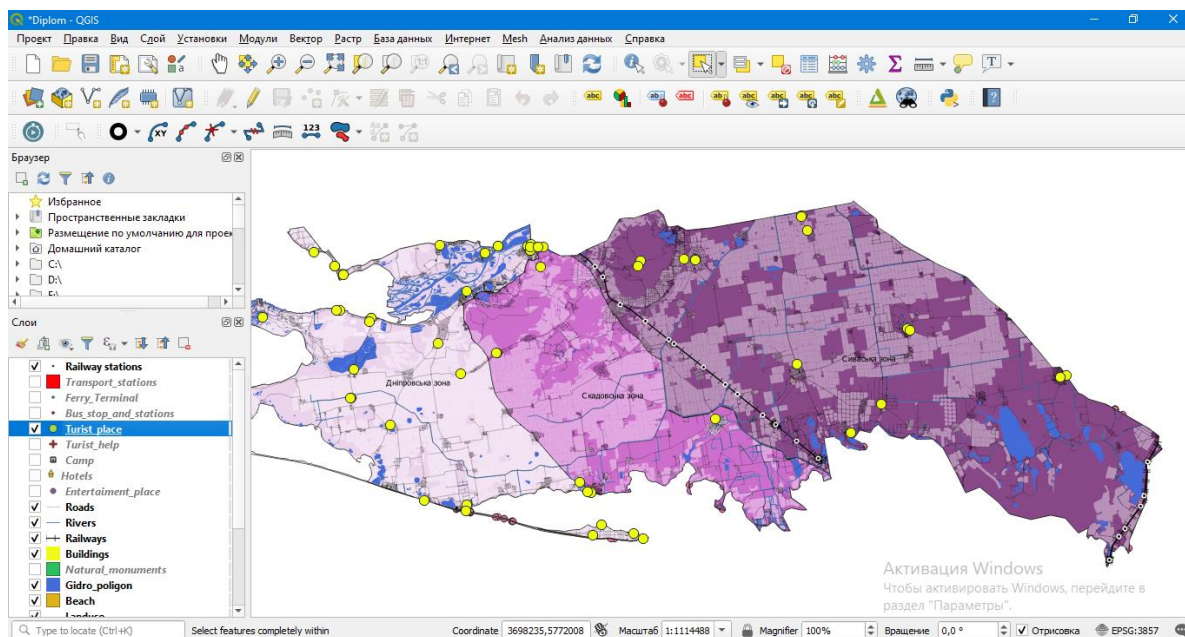 *Diplom - QGIS
Проект Правка Вид Слой Установки Модули Вектор Растр База данных Интернет Mesh Анализ данных Справка
Браузер
Избранное
Пространственные закладки
Размещение по умолчанию для проек
Домашний каталог
C:\
D:\
Слои
Railway stations
Transport_stations
Ferry_Terminal
Bus_stop_and_stations
Turist_place
Turist_help
Camp
Hotels
Entertaiment_place
Roads
Rivers
Railways
Buildings
Natural_monuments
Gidro_poligon
Beach
Дніпровська зона
Скадовська зона
Сиваська зона
Активация Windows
Чтобы активировать Windows, перейдите в
раздел "Параметры".
Type to locate (Ctrl+K) Select features completely within Coordinate 3698235,5772008 Масштаб 1:1114488 Magnifier 100% Вращение 0,0 ° Отрисовка EPSG:3857